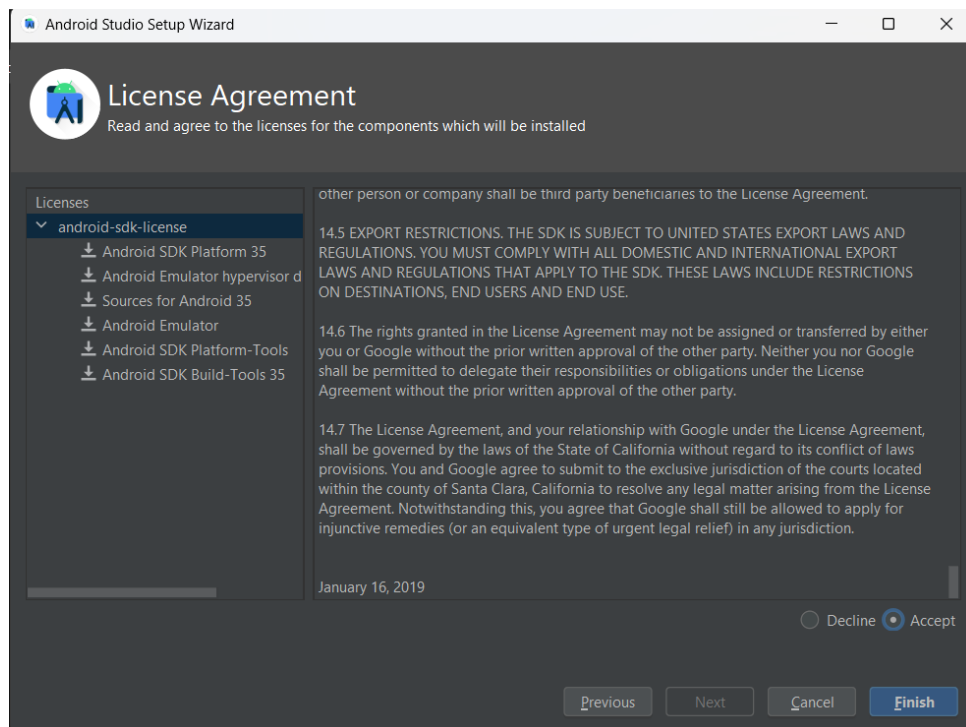 Android Studio Setup Wizard
License Agreement
Read and agree to the licenses for the components which will be installed
Licenses
android-sdk-license
Android SDK Platform 35
Android Emulator hypervisor d
Sources for Android 35
Android Emulator
Android SDK Platform-Tools
Android SDK Build-Tools 35
other person or company shall be third party beneficiaries to the License Agreement.
14.5 EXPORT RESTRICTIONS. THE SDK IS SUBJECT TO UNITED STATES EXPORT LAWS AND
REGULATIONS. YOU MUST COMPLY WITH ALL DOMESTIC AND INTERNATIONAL EXPORT
LAWS AND REGULATIONS THAT APPLY TO THE SDK. THESE LAWS INCLUDE RESTRICTIONS
ON DESTINATIONS, END USERS AND END USE.
14.6 The rights granted in the License Agreement may not be assigned or transferred by either
you or Google without the prior written approval of the other party. Neither you nor Google
shall be permitted to delegate their responsibilities or obligations under the License
Agreement without the prior written approval of the other party.
14.7 The License Agreement, and your relationship with Google under the License Agreement,
shall be governed by the laws of the State of California without regard to its conflict of laws
provisions. You and Google agree to submit to the exclusive jurisdiction of the courts located
within the county of Santa Clara, California to resolve any legal matter arising from the License
Agreement. Notwithstanding this, you agree that Google shall still be allowed to apply for
injunctive remedies (or an equivalent type of urgent legal relief) in any jurisdiction.
January 16, 2019
Decline Accept
Previous Next Cancel Finish